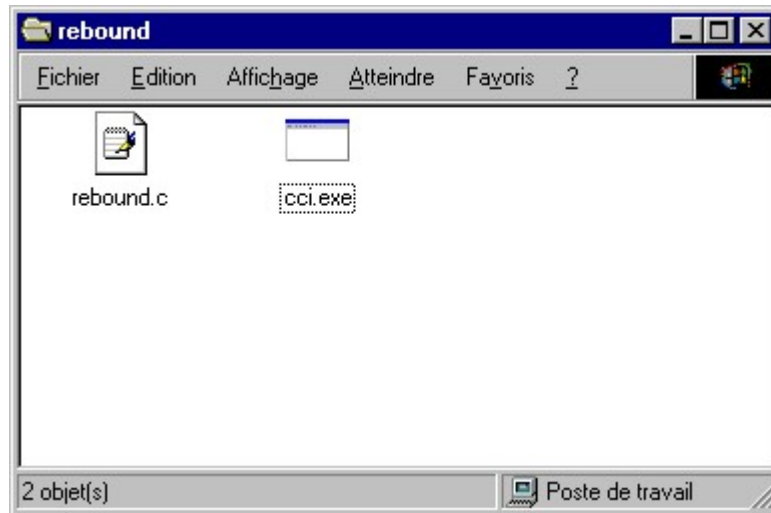 rebound
Fichier Edition Affichage Atteindre Favoris ?
rebound.c cci.exe
2 objet(s) Poste de travail